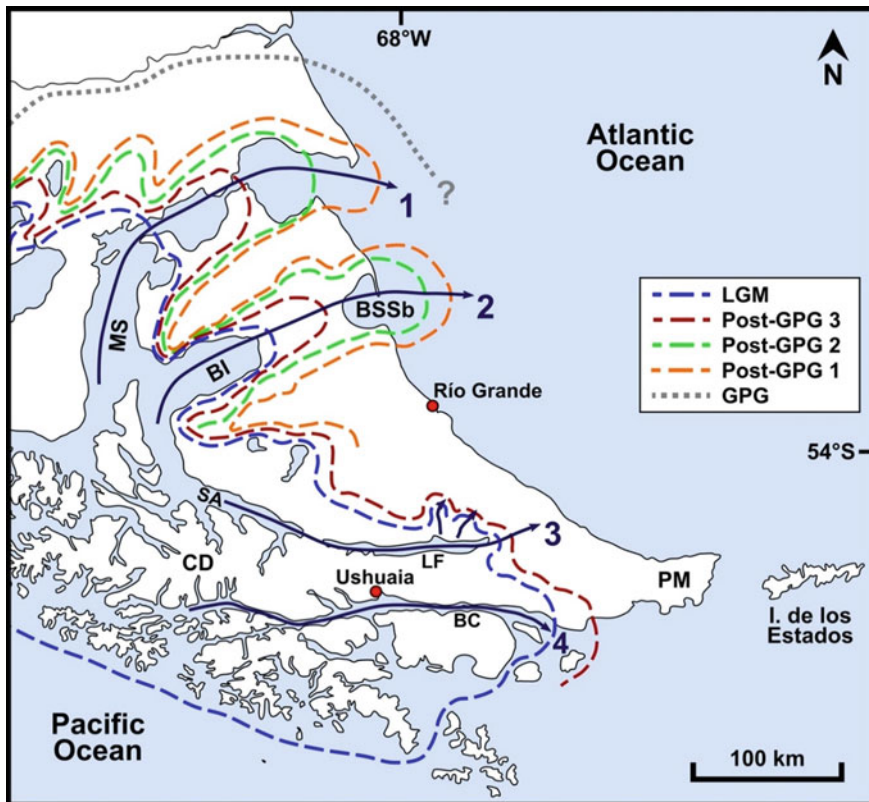 68°W
N
Atlantic
Ocean
?
1
LGM
Post-GPG 3
Post-GPG 2
Post-GPG 1
GPG
2
BSSb
MS
BI
Río Grande
54°S
SA
3
LF
CD
Ushuaia
PM
BC
4
I. de los
Estados
Pacific
Ocean
100 km